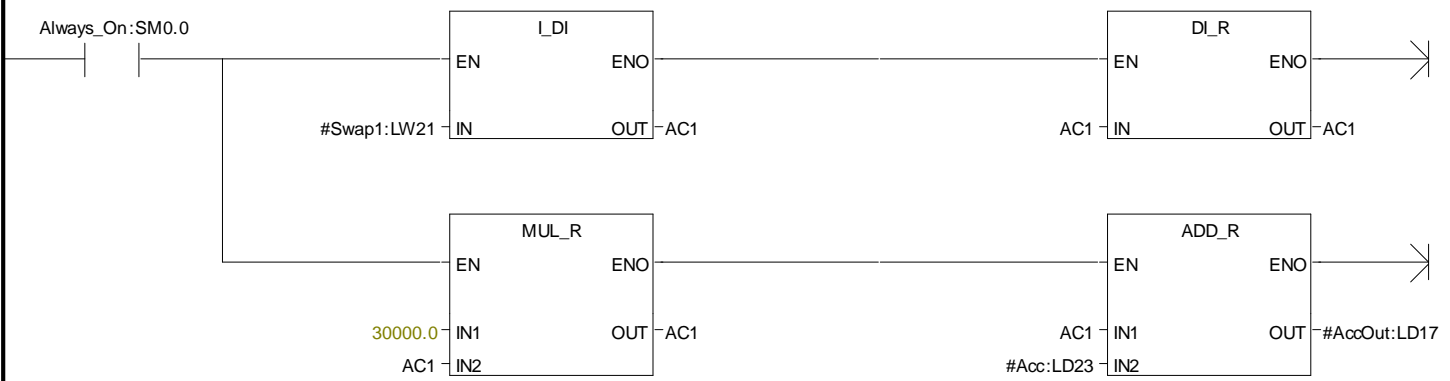 Always_On:SM0.0
I_DI
DI_R
EN ENO
EN ENO
#Swap1:LW21 IN OUT AC1
AC1 IN OUT AC1
MUL_R
ADD_R
EN ENO
EN ENO
30000.0 IN1 OUT AC1
AC1 IN1 OUT #AccOut:LD17
AC1 IN2
#Acc:LD23 IN2